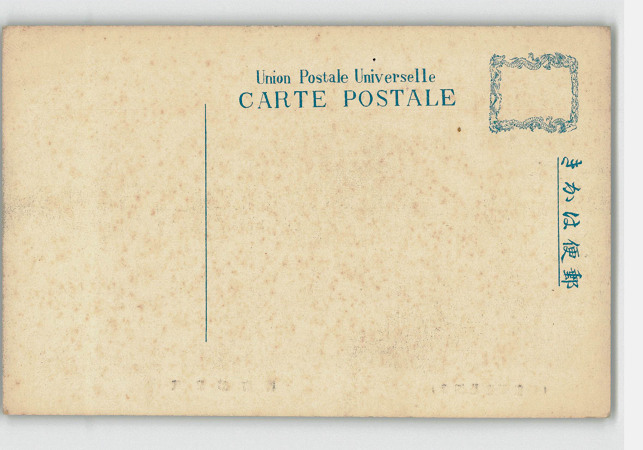 Union Postale Universelle
CARTE POSTALE
きかは便郵